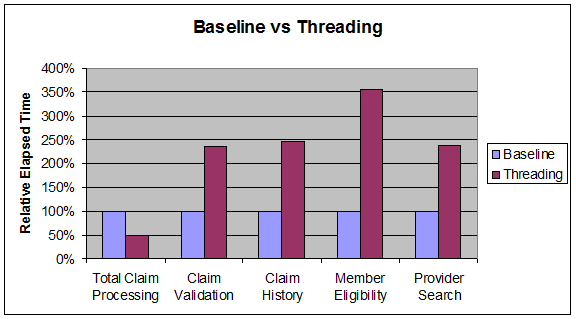 Baseline vs Threading
Relative Elapsed Time
400%
350%
300%
250%
200%
150%
100%
50%
0%
Total Claim
Processing
Claim
Validation
Claim
History
Member
Eligibility
Provider
Search
Baseline
Threading